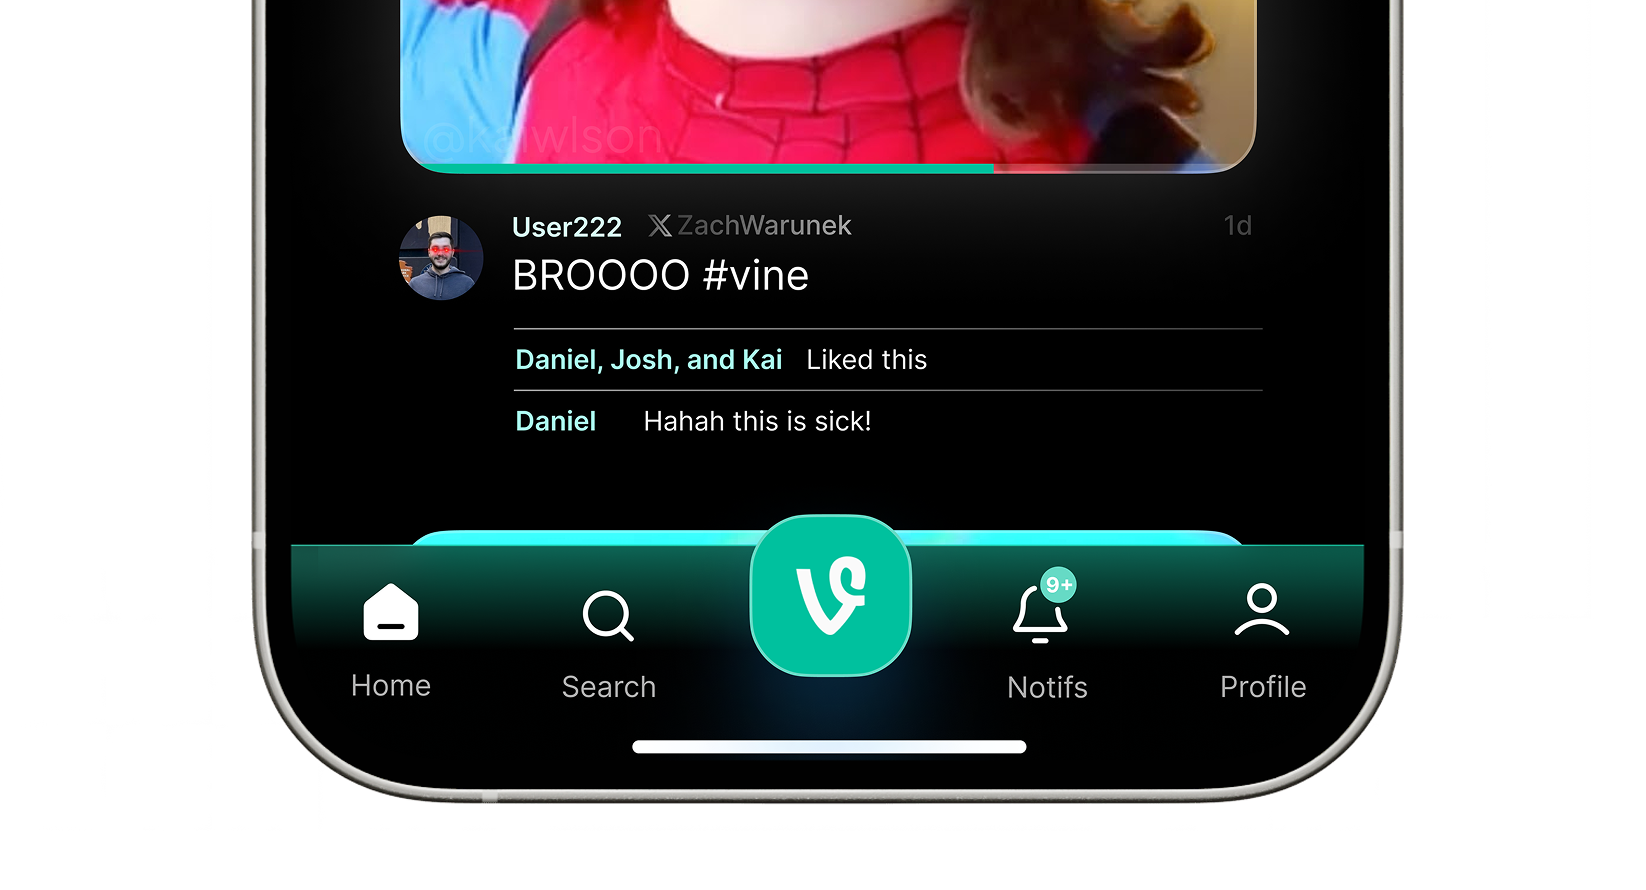 @kaiwlson
User222 X ZachWarunek 1d
BROOOO #vine
Daniel, Josh, and Kai Liked this
Daniel Hahah this is sick!
9+
Home Search Notifs Profile